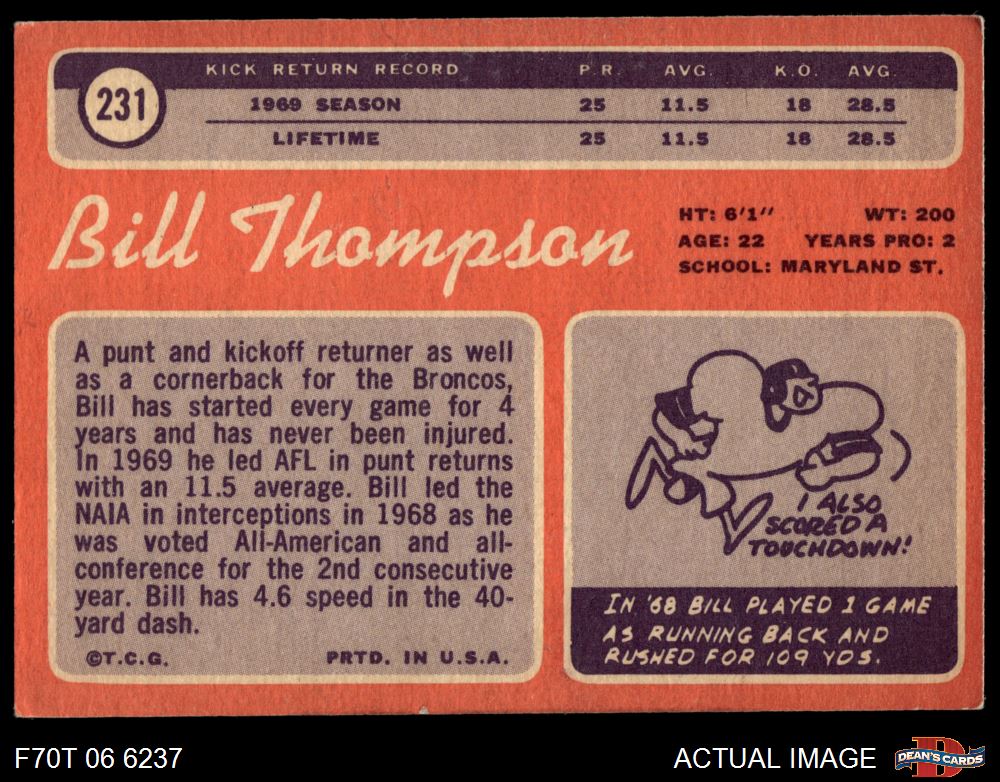 231
KICK RETURN RECORD P.R. AVG. K.O. AVG.
1969 SEASON 25 11.5 18 28.5
LIFETIME 25 11.5 18 28.5
Bill Thompson
HT: 6'1" WT: 200
AGE: 22 YEARS PRO: 2
SCHOOL: MARYLAND ST.
A punt and kickoff returner as well
as a cornerback for the Broncos,
Bill has started every game for 4
years and has never been injured.
In 1969 he led AFL in punt returns
with an 11.5 average. Bill led the
NAIA in interceptions in 1968 as he
was voted All-American and all-
conference for the 2nd consecutive
year. Bill has 4.6 speed in the 40-
yard dash.
©T.C.G. PRTD. IN U.S.A.
I ALSO
SCORED A
TOUCHDOWN!
IN '68 BILL PLAYED 1 GAME
AS RUNNING BACK AND
RUSHED FOR 109 YDS.
F70T 06 6237
ACTUAL IMAGE
D
DEAN'S CARDS